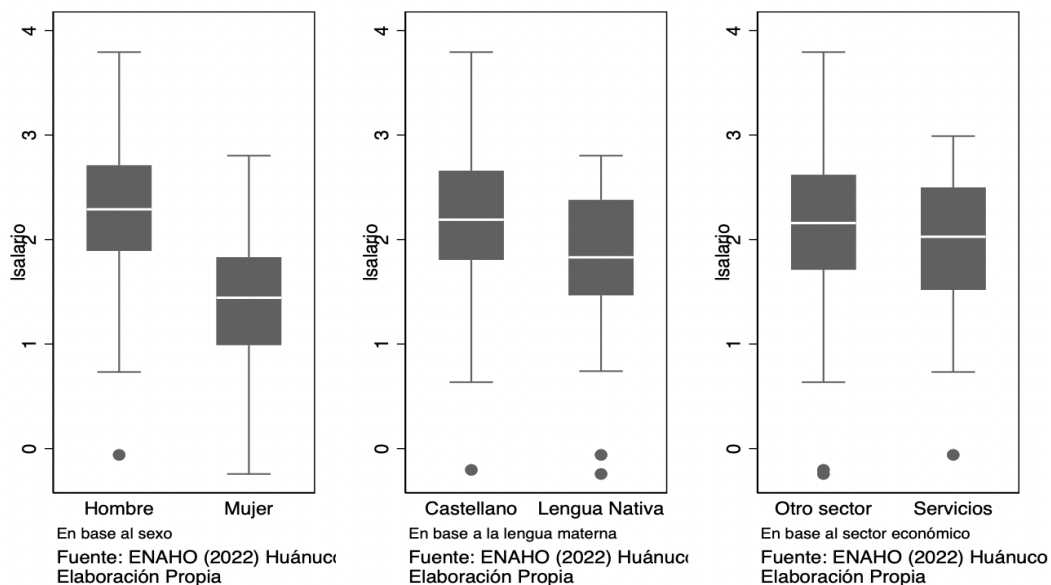 lsalario
4
3
2
1
0
Hombre Mujer
En base al sexo
Fuente: ENAHO (2022) Huánuc
Elaboración Propia
lsalario
4
3
2
1
0
Castellano Lengua Nativa
En base a la lengua materna
Fuente: ENAHO (2022) Huánuc
Elaboración Propia
lsalario
4
3
2
1
0
Otro sector Servicios
En base al sector económico
Fuente: ENAHO (2022) Huánuco
Elaboración Propia